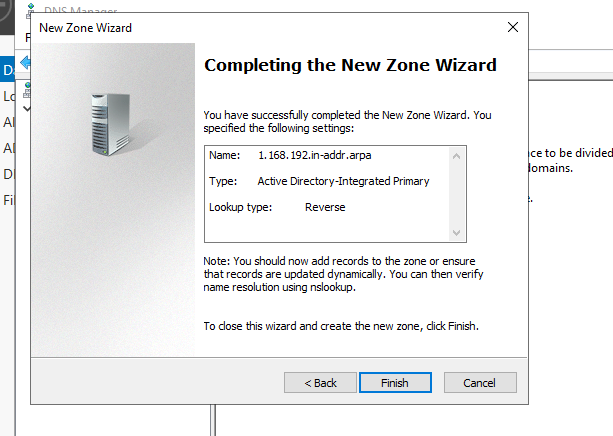 DNS Manager
New Zone Wizard
Completing the New Zone Wizard
You have successfully completed the New Zone Wizard. You
specified the following settings:
Name: 1.168.192.in-addr.arpa
Type: Active Directory-Integrated Primary
Lookup type: Reverse
Note: You should now add records to the zone or ensure
that records are updated dynamically. You can then verify
name resolution using nslookup.
To close this wizard and create the new zone, click Finish.
< Back
Finish
Cancel
F
D
Lo
Al
A
D
Fi
ce to be divided
domains.